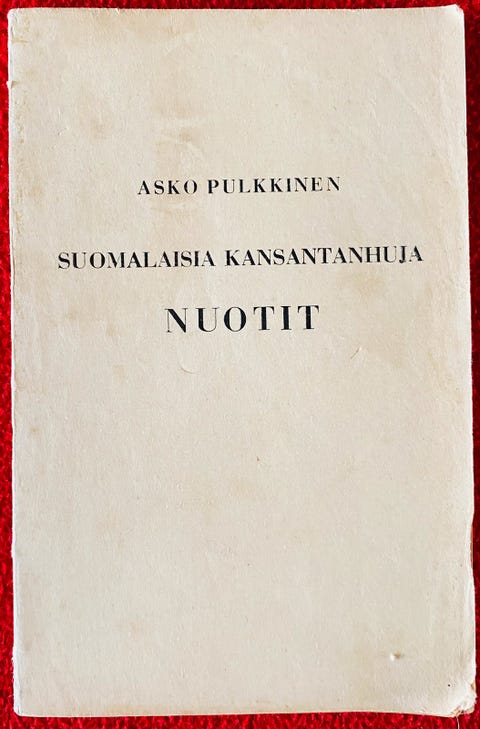 ASKO PULKKINEN
SUOMALAISIA KANSANTANHUJA
NUOTIT